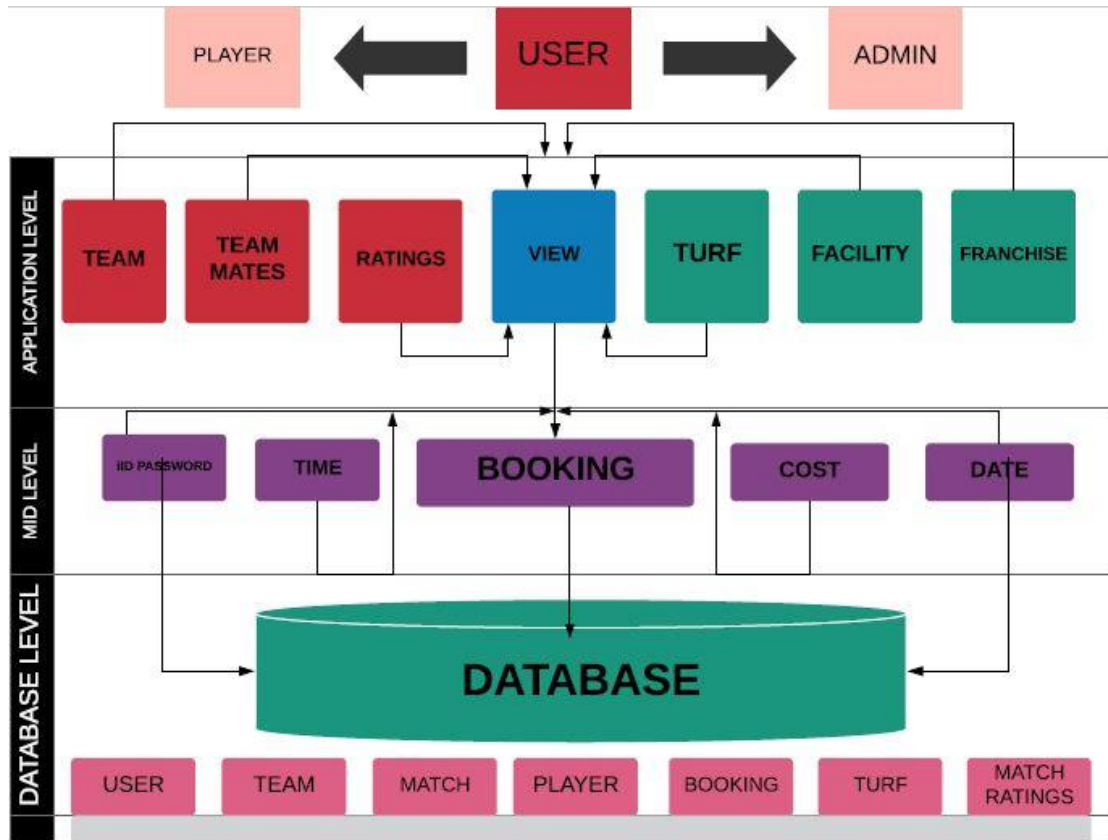 PLAYER
USER
ADMIN
APPLICATION LEVEL
TEAM
TEAM
MATES
RATINGS
VIEW
TURF
FACILITY
FRANCHISE
MID LEVEL
iID PASSWORD
TIME
BOOKING
COST
DATE
DATABASE LEVEL
DATABASE
USER
TEAM
MATCH
PLAYER
BOOKING
TURF
MATCH
RATINGS